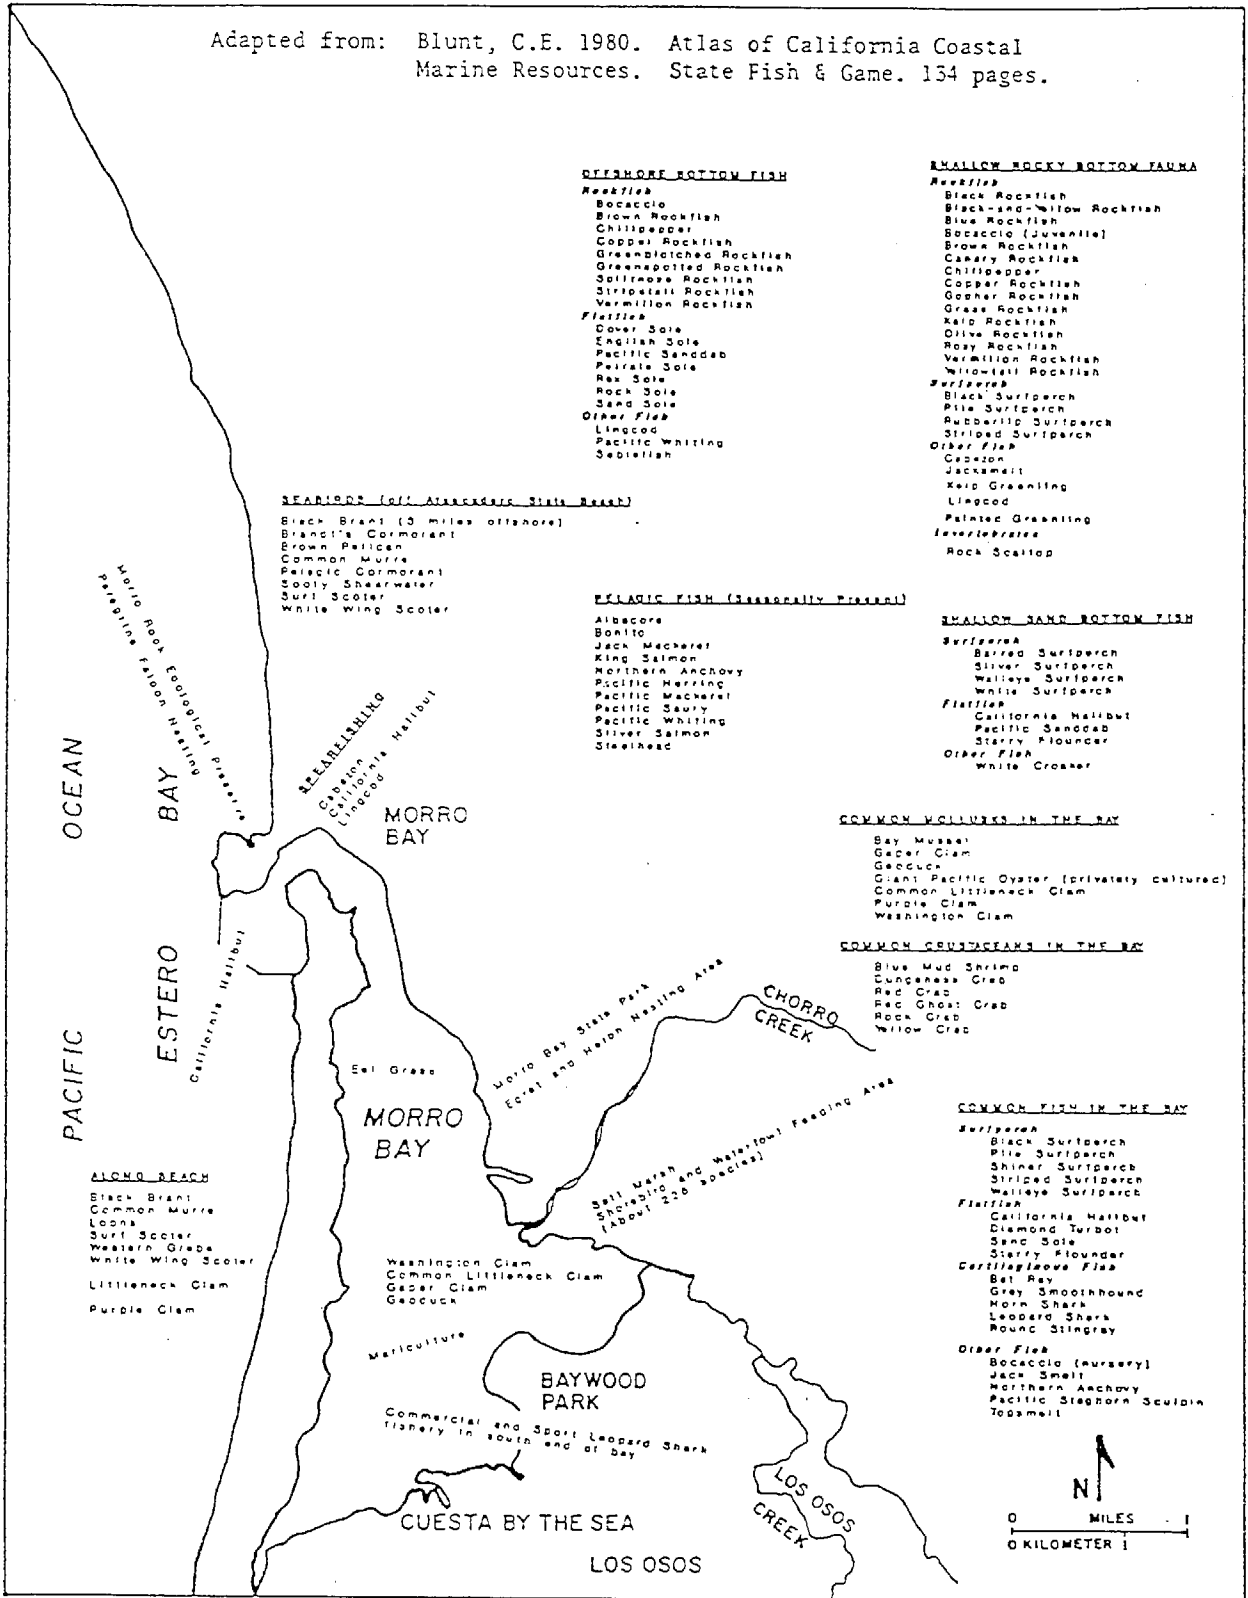 Adapted from: Blunt, C.E. 1980. Atlas of California Coastal
Marine Resources. State Fish & Game. 134 pages.
OFFSHORE BOTTOM FISH
Rockfish
Bocaccio
Brown Rockfish
Chilipepper
Copper Rockfish
Greenblotched Rockfish
Greenspotted Rockfish
Splitnose Rockfish
Stripetail Rockfish
Vermilion Rockfish
Flatfish
Dover Sole
English Sole
Pacific Sanddab
Petrale Sole
Rex Sole
Rock Sole
Sand Sole
Other Fish
Lingcod
Pacific Whiting
Sablefish
SHALLOW ROCKY BOTTOM FAUNA
Rockfish
Black Rockfish
Black-and-Yellow Rockfish
Blue Rockfish
Bocaccio (Juvenile)
Brown Rockfish
Canary Rockfish
Chilipepper
Copper Rockfish
Gopher Rockfish
Grass Rockfish
Kelp Rockfish
Olive Rockfish
Rosy Rockfish
Vermilion Rockfish
Yellowtail Rockfish
Surfperch
Black Surfperch
Pile Surfperch
Rubberlip Surfperch
Striped Surfperch
Other Fish
Cabezon
Jacksmelt
Kelp Greenling
Lingcod
Painted Greenling
Invertebrates
Rock Scallop
SEABIRDS (off Atascadero State Beach)
Black Brant (3 miles offshore)
Brandt's Cormorant
Brown Pelican
Common Murre
Pelagic Cormorant
Sooty Shearwater
Surf Scoter
White Wing Scoter
PELAGIC FISH (Seasonally Present)
Albacore
Bonito
Jack Mackerel
King Salmon
Northern Anchovy
Pacific Herring
Pacific Mackerel
Pacific Saury
Pacific Whiting
Silver Salmon
Steelhead
SHALLOW SAND BOTTOM FISH
Surfperch
Barred Surfperch
Silver Surfperch
Walleye Surfperch
White Surfperch
Flatfish
California Halibut
Pacific Sanddab
Starry Flounder
Other Fish
White Croaker
Morro Rock Ecological Preserve
Peregrine Falcon Nesting
SPEARFISHING
Cabezon
California Halibut
Lingcod
MORRO
BAY
PACIFIC OCEAN
ESTERO BAY
California Halibut
COMMON MOLLUSKS IN THE BAY
Bay Mussel
Gaper Clam
Geoduck
Giant Pacific Oyster (privately cultured)
Common Littleneck Clam
Purple Clam
Washington Clam
COMMON CRUSTACEANS IN THE BAY
Blue Mud Shrimp
Dungeness Crab
Red Crab
Red Ghost Crab
Rock Crab
Yellow Crab
CHORRO
CREEK
Morro Bay State Park
Egret and Heron Nesting Area
Eel Grass
MORRO
BAY
Salt Marsh
Shorebird and Waterfowl Feeding Area
(About 226 species)
ALONG BEACH
Black Brant
Common Murre
Loons
Surf Scoter
Western Grebe
White Wing Scoter
Littleneck Clam
Purple Clam
Washington Clam
Common Littleneck Clam
Gaper Clam
Geoduck
Mariculture
BAYWOOD
PARK
Commercial and Sport Leopard Shark
fishery in south end of bay
CUESTA BY THE SEA
LOS OSOS
LOS OSOS
CREEK
COMMON FISH IN THE BAY
Surfperch
Black Surfperch
Pile Surfperch
Shiner Surfperch
Striped Surfperch
Walleye Surfperch
Flatfish
California Halibut
Diamond Turbot
Sand Sole
Starry Flounder
Cartilaginous Fish
Bat Ray
Grey Smoothhound
Horn Shark
Leopard Shark
Round Stingray
Other Fish
Bocaccio (nursery)
Jack Smelt
Northern Anchovy
Pacific Staghorn Sculpin
Topsmelt
N
0 MILES 1
0 KILOMETER 1